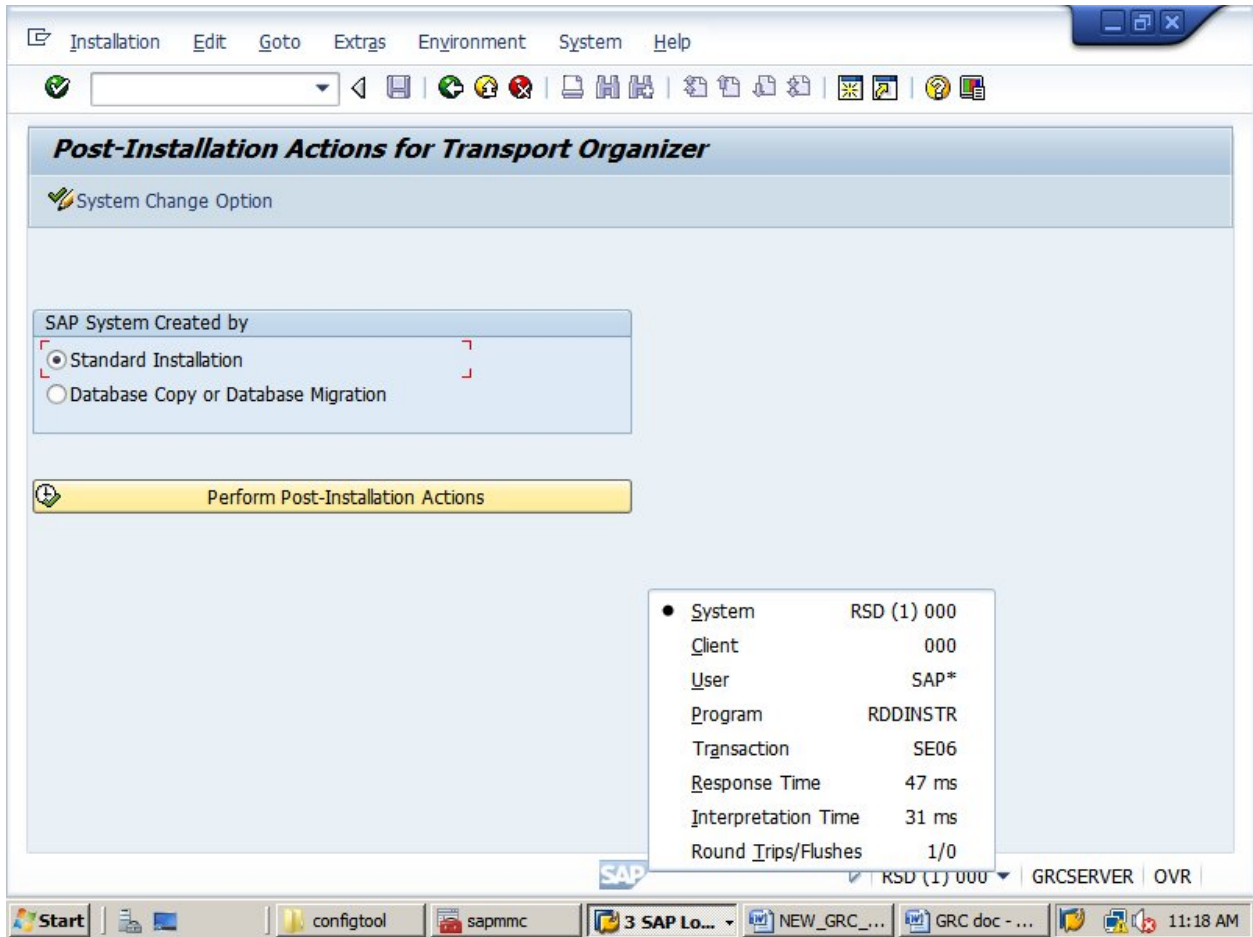 Installation Edit Goto Extras Environment System Help
Post-Installation Actions for Transport Organizer
System Change Option
SAP System Created by
Standard Installation
Database Copy or Database Migration
Perform Post-Installation Actions
System RSD (1) 000
Client 000
User SAP*
Program RDDINSTR
Transaction SE06
Response Time 47 ms
Interpretation Time 31 ms
Round Trips/Flushes 1/0
SAP
RSD (1) 000 GRCSERVER OVR
Start configtool sapmmc 3 SAP Lo... NEW_GRC_... GRC doc - ... 11:18 AM